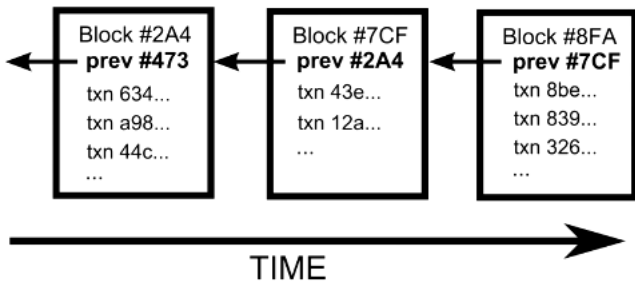 Block #2A4
prev #473
txn 634...
txn a98...
txn 44c...
...
Block #7CF
prev #2A4
txn 43e...
txn 12a...
...
Block #8FA
prev #7CF
txn 8be...
txn 839...
txn 326...
...
TIME